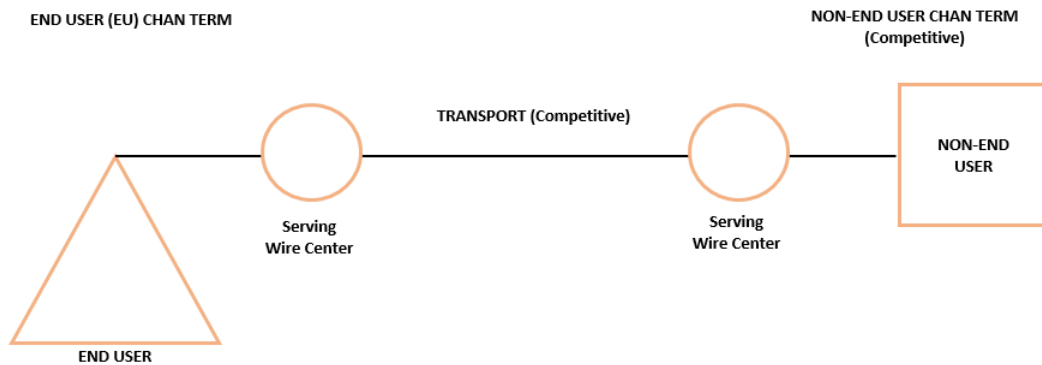 END USER (EU) CHAN TERM
NON-END USER CHAN TERM
(Competitive)
TRANSPORT (Competitive)
NON-END
USER
Serving
Wire Center
Serving
Wire Center
END USER